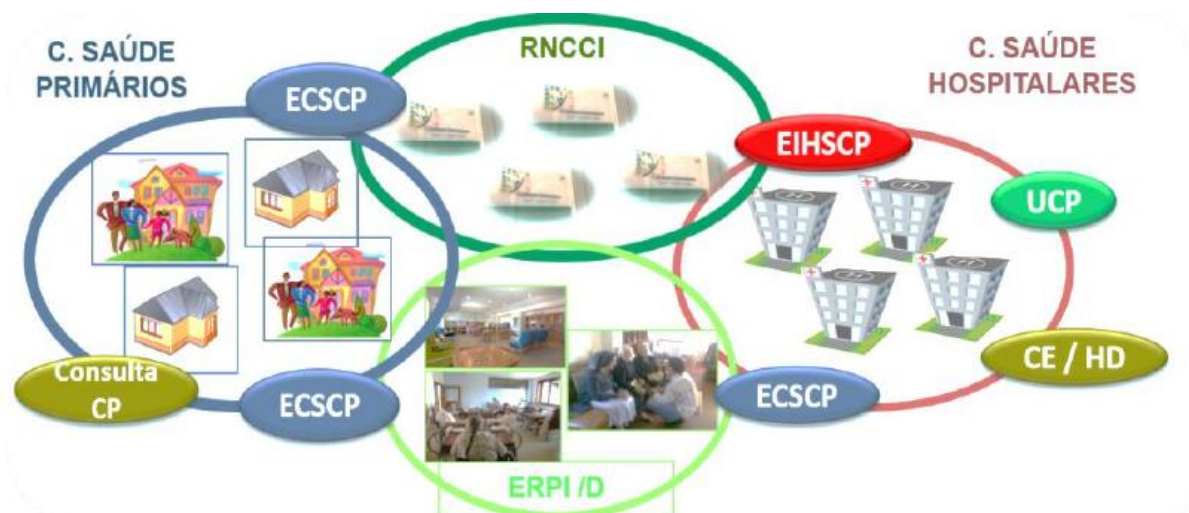 C. SAÚDE
PRIMÁRIOS
RNCCI
C. SAÚDE
HOSPITALARES
ECSCP
EIHSCP
UCP
Consulta
CP
ECSCP
ECSCP
CE / HD
ERPI /D